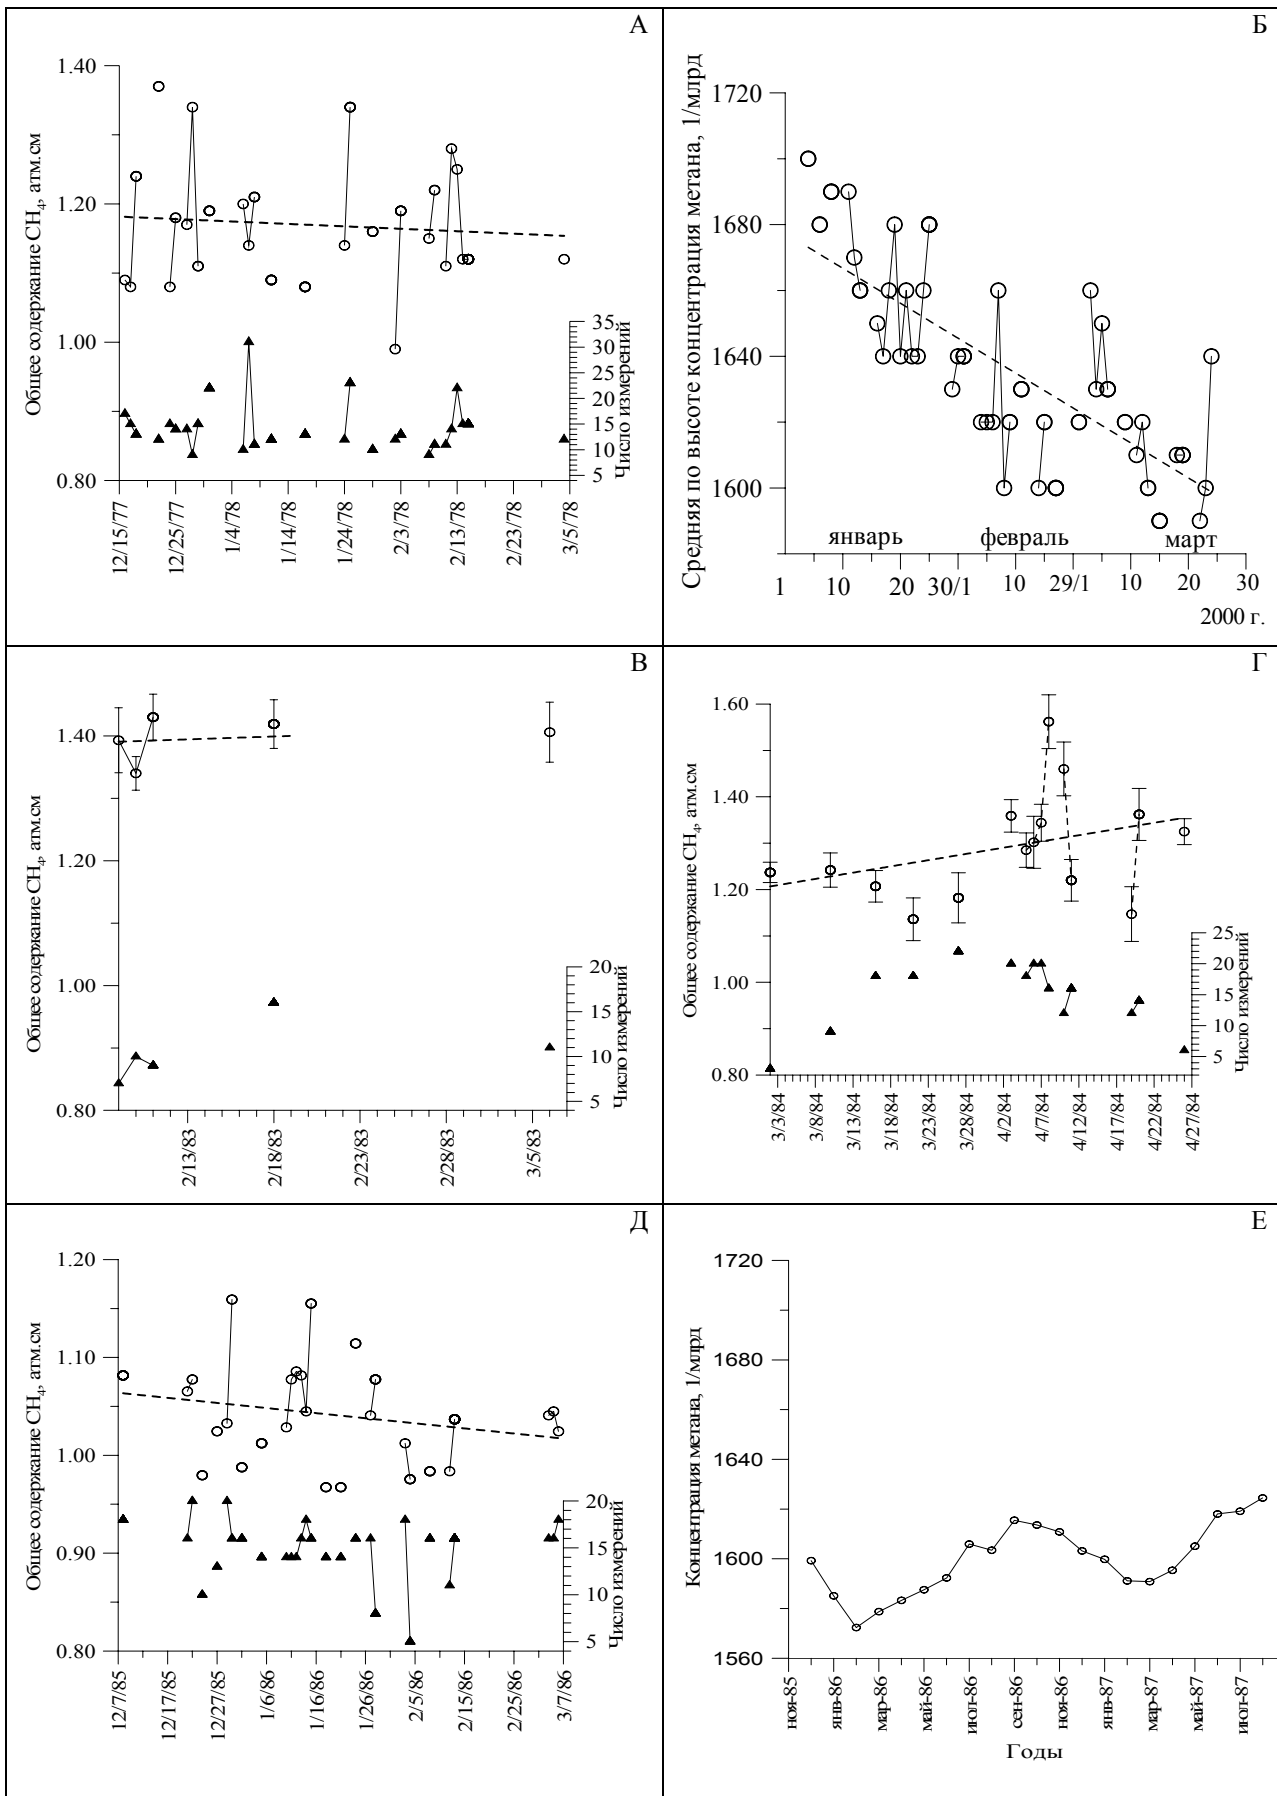 А
Общее содержание CH₄, атм.см
1.40
1.20
1.00
0.80
35
30
25
20
15
10
5
Число измерений
12/15/77
12/25/77
1/4/78
1/14/78
1/24/78
2/3/78
2/13/78
2/23/78
3/5/78
Б
Средняя по высоте концентрация метана, 1/млрд
1720
1680
1640
1600
январь
февраль
март
1
10
20
30/1
10
29/1
10
20
30
2000 г.
В
Общее содержание CH₄, атм.см
1.40
1.20
1.00
0.80
20
15
10
5
Число измерений
2/13/83
2/18/83
2/23/83
2/28/83
3/5/83
Г
Общее содержание CH₄, атм.см
1.60
1.40
1.20
1.00
0.80
25
20
15
10
5
Число измерений
3/3/84
3/8/84
3/13/84
3/18/84
3/23/84
3/28/84
4/2/84
4/7/84
4/12/84
4/17/84
4/22/84
4/27/84
Д
Общее содержание CH₄, атм.см
1.20
1.10
1.00
0.90
0.80
20
15
10
5
Число измерений
12/7/85
12/17/85
12/27/85
1/6/86
1/16/86
1/26/86
2/5/86
2/15/86
2/25/86
3/7/86
Е
Концентрация метана, 1/млрд
1720
1680
1640
1600
1560
ноя-85
янв-86
мар-86
май-86
июл-86
сен-86
ноя-86
янв-87
мар-87
май-87
июл-87
Годы